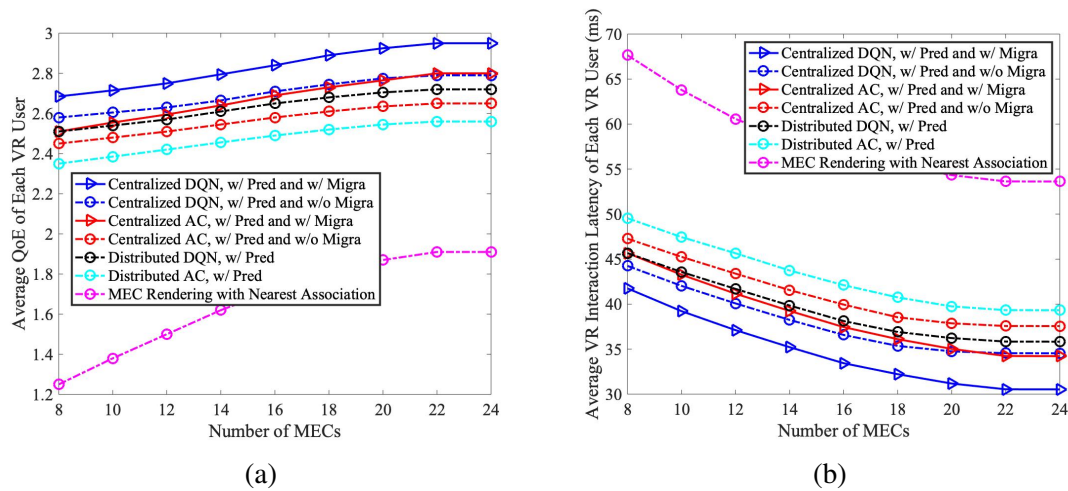 3
2.8
2.6
2.4
2.2
2
1.8
1.6
1.4
1.2
8
10
12
14
16
18
20
22
24
Average QoE of Each VR User
Number of MECs
Centralized DQN, w/ Pred and w/ Migra
Centralized DQN, w/ Pred and w/o Migra
Centralized AC, w/ Pred and w/ Migra
Centralized AC, w/ Pred and w/o Migra
Distributed DQN, w/ Pred
Distributed AC, w/ Pred
MEC Rendering with Nearest Association
(a)
70
65
60
55
50
45
40
35
30
8
10
12
14
16
18
20
22
24
Average VR Interaction Latency of Each VR User (ms)
Number of MECs
Centralized DQN, w/ Pred and w/ Migra
Centralized DQN, w/ Pred and w/o Migra
Centralized AC, w/ Pred and w/ Migra
Centralized AC, w/ Pred and w/o Migra
Distributed DQN, w/ Pred
Distributed AC, w/ Pred
MEC Rendering with Nearest Association
(b)